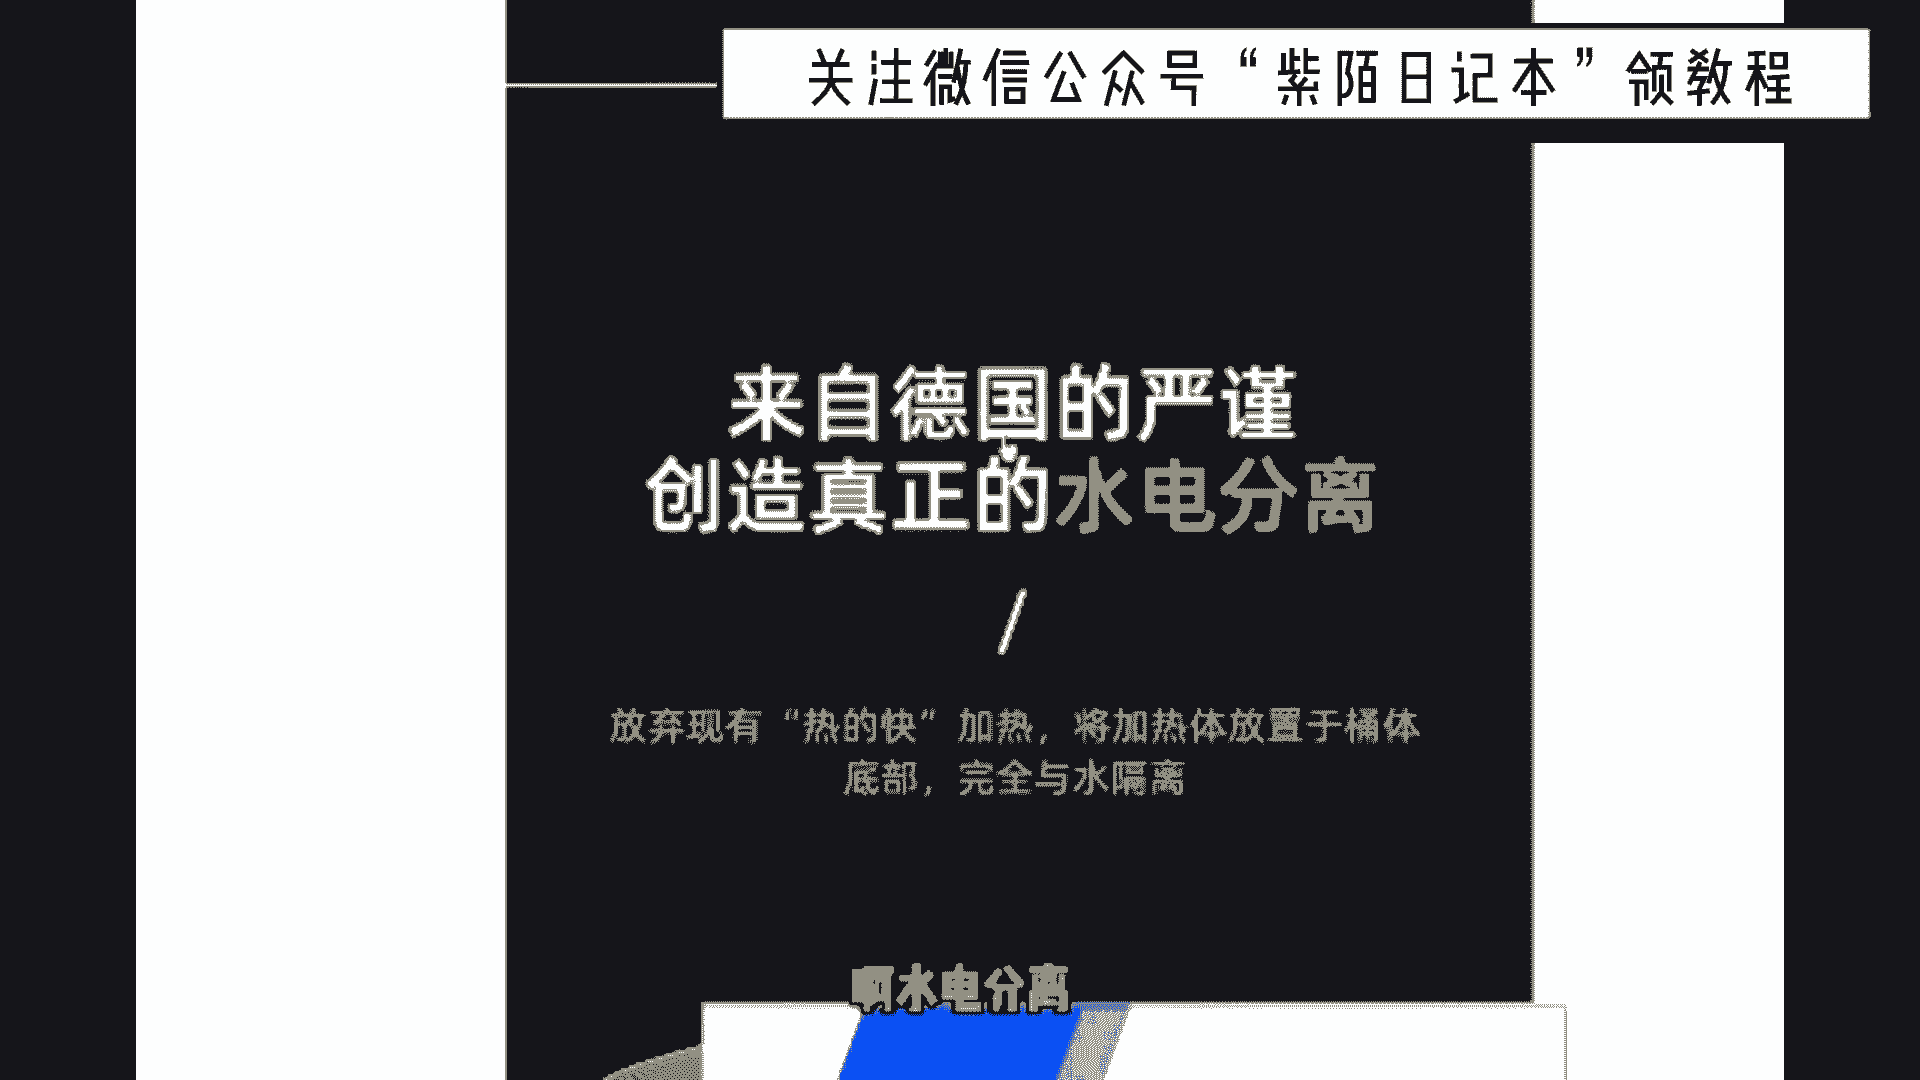 关注微信公众号“紫陌日记本”领教程
来自德国的严谨
创造真正的水电分离
/
放弃现有“热的快”加热，将加热体放置于桶体
底部，完全与水隔离
啊水电分离